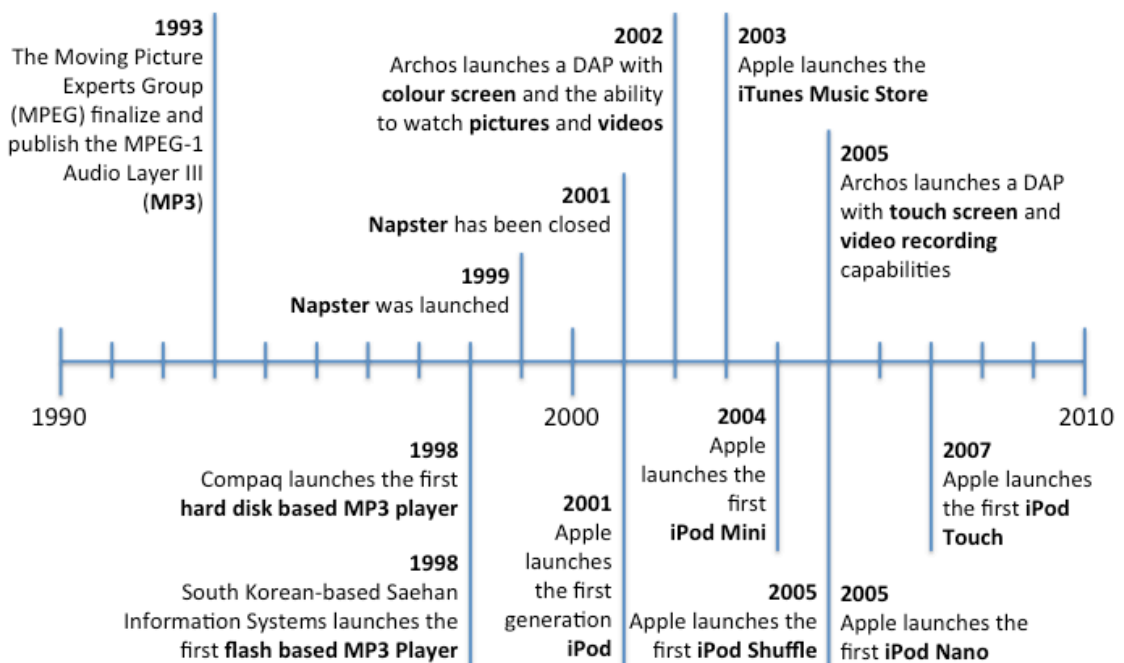 1993
The Moving Picture
Experts Group
(MPEG) finalize and
publish the MPEG-1
Audio Layer III
(MP3)
2002
Archos launches a DAP with
colour screen and the ability
to watch pictures and videos
2003
Apple launches the
iTunes Music Store
2005
Archos launches a DAP
with touch screen and
video recording
capabilities
2001
Napster has been closed
1999
Napster was launched
1990
2000
2010
1998
Compaq launches the first
hard disk based MP3 player
1998
South Korean-based Saehan
Information Systems launches the
first flash based MP3 Player
2001
Apple
launches
the first
generation
iPod
2004
Apple
launches the
first
iPod Mini
2005
Apple launches the
first iPod Shuffle
2005
Apple launches the
first iPod Nano
2007
Apple launches
the first iPod
Touch